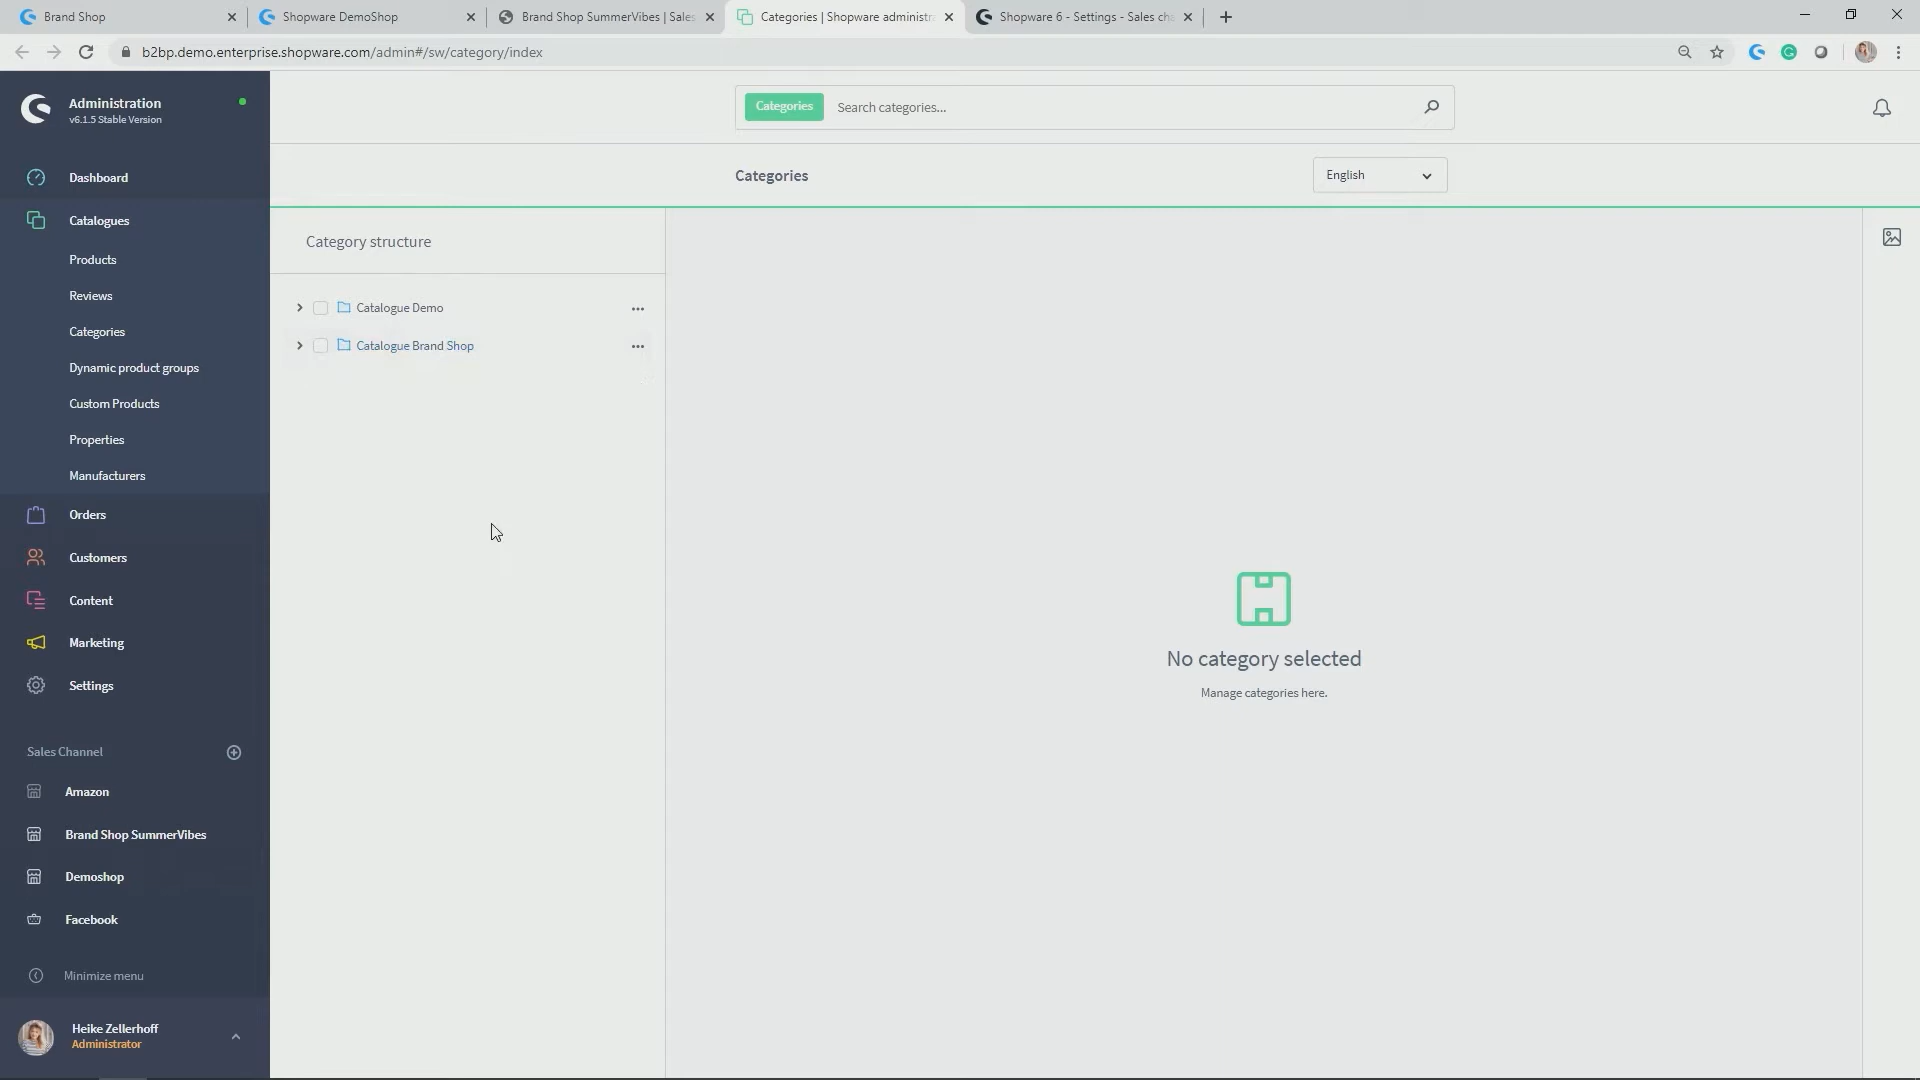 Brand Shop
Shopware DemoShop
Brand Shop SummerVibes | Sales
Categories | Shopware administra
Shopware 6 - Settings - Sales cha
b2bp.demo.enterprise.shopware.com/admin#/sw/category/index
Administration
v6.1.5 Stable Version
Categories
Search categories...
Dashboard
Categories
English
Catalogues
Products
Reviews
Categories
Dynamic product groups
Custom Products
Properties
Manufacturers
Orders
Customers
Content
Marketing
Settings
Sales Channel
Amazon
Brand Shop SummerVibes
Demoshop
Facebook
Minimize menu
Heike Zellerhoff
Administrator
Category structure
Catalogue Demo
Catalogue Brand Shop
No category selected
Manage categories here.